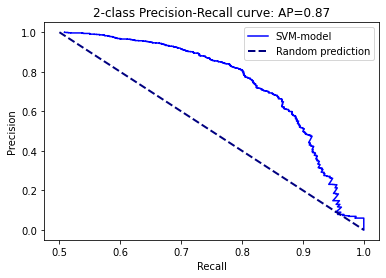 2-class Precision-Recall curve: AP=0.87
SVM-model
Random prediction
Precision
1.0
0.8
0.6
0.4
0.2
0.0
0.5 0.6 0.7 0.8 0.9 1.0
Recall